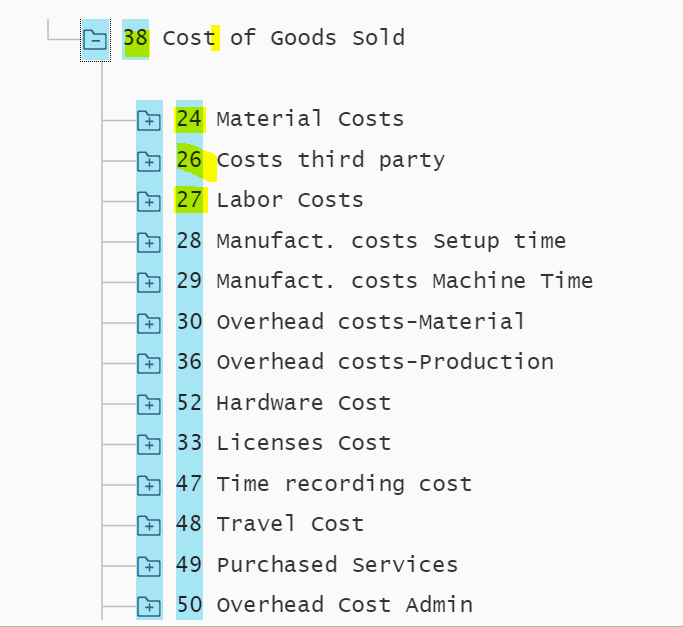 38 Cost of Goods Sold
24 Material Costs
26 Costs third party
27 Labor Costs
28 Manufact. costs Setup time
29 Manufact. costs Machine Time
30 Overhead costs-Material
36 Overhead costs-Production
52 Hardware Cost
33 Licenses Cost
47 Time recording cost
48 Travel Cost
49 Purchased Services
50 Overhead Cost Admin